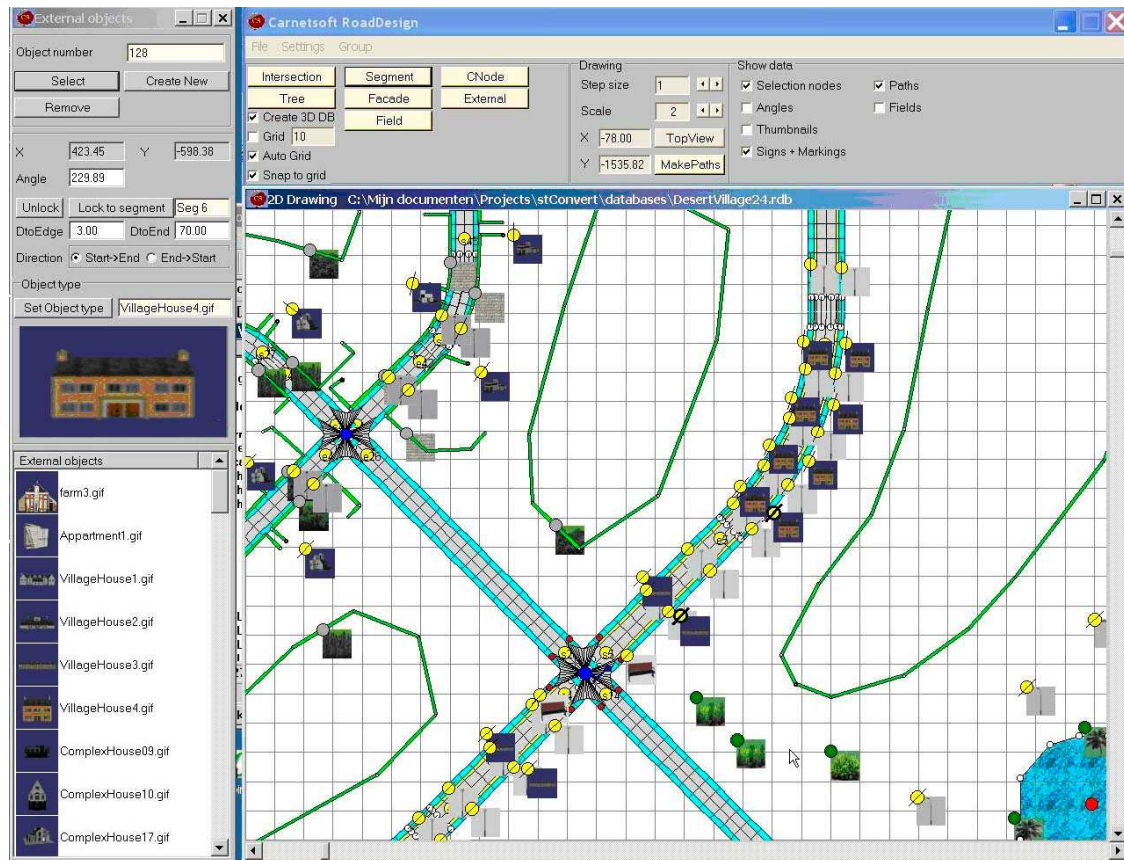 External objects
Object number 128
Select Create New
Remove
X 423.45 Y -598.38
Angle 229.89
Unlock Lock to segment Seg 6
DtoEdge 3.00 DtoEnd 70.00
Direction Start->End End->Start
Object type
Set Object type VillageHouse4.gif
External objects
farm3.gif
Appartment1.gif
VillageHouse1.gif
VillageHouse2.gif
VillageHouse3.gif
VillageHouse4.gif
ComplexHouse09.gif
ComplexHouse10.gif
ComplexHouse17.gif
Carnetsoft RoadDesign
File Settings Group
Intersection Segment CNode
Tree Facade External
Create 3D DB Field
Grid 10
Auto Grid
Snap to grid
Drawing
Step size 1
Scale 2
X -78.00 TopView
Y -1535.82 MakePaths
Show data
Selection nodes Paths
Angles Fields
Thumbnails
Signs + Markings
2D Drawing C:\Mijn documenten\Projects\stConvert\databases\DesertVillage24.rdb